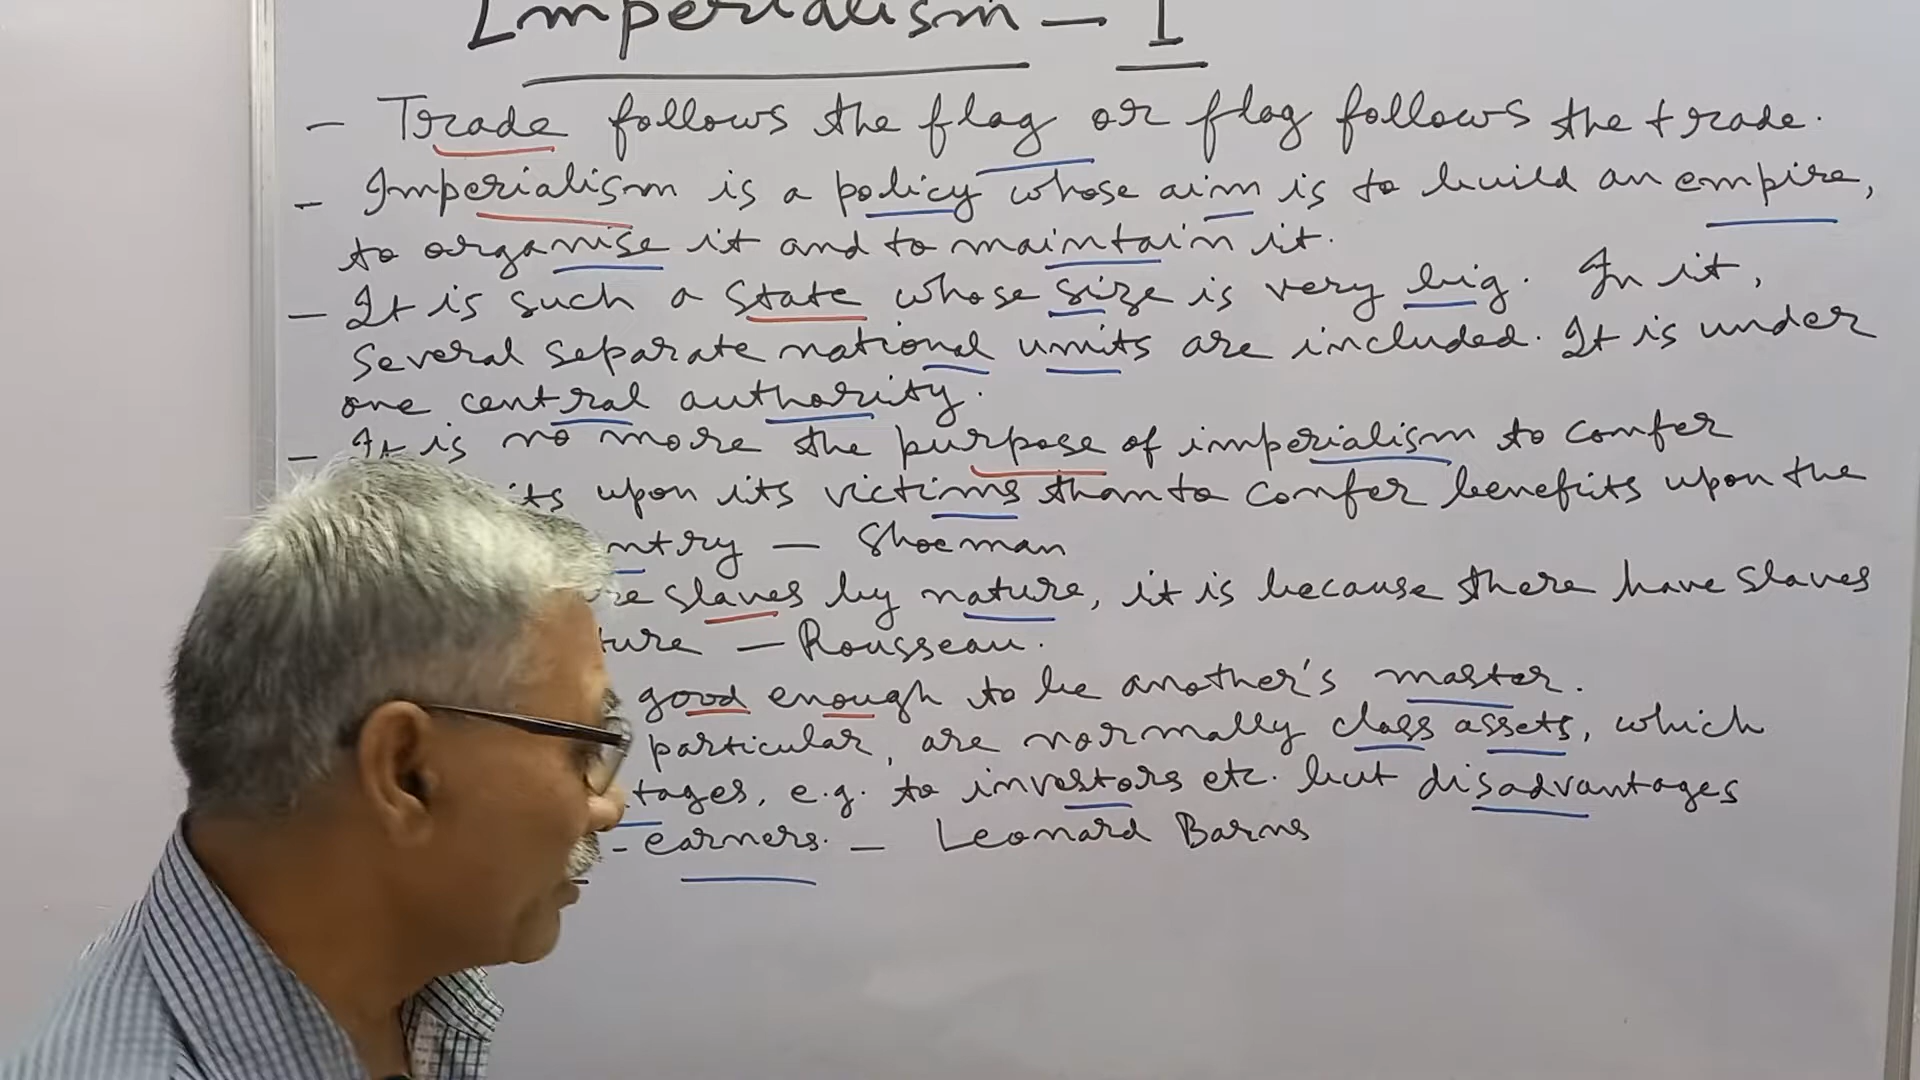 Imperialism - I
- Trade follows the flag or flag follows the trade.
- Imperialism is a policy whose aim is to build an empire,
to organise it and to maintain it.
- It is such a State whose size is very big. In it,
several separate national units are included. It is under
one central authority.
- It is no more the purpose of imperialism to confer
its upon its victims than to confer benefits upon the
ntry - Shoeman
re slaves by nature, it is because there have slaves
ture - Rousseau.
good enough to be another's master.
particular, are normally class assets, which
tages, e.g. to investors etc. but disadvantages
- earners. - Leonard Barns